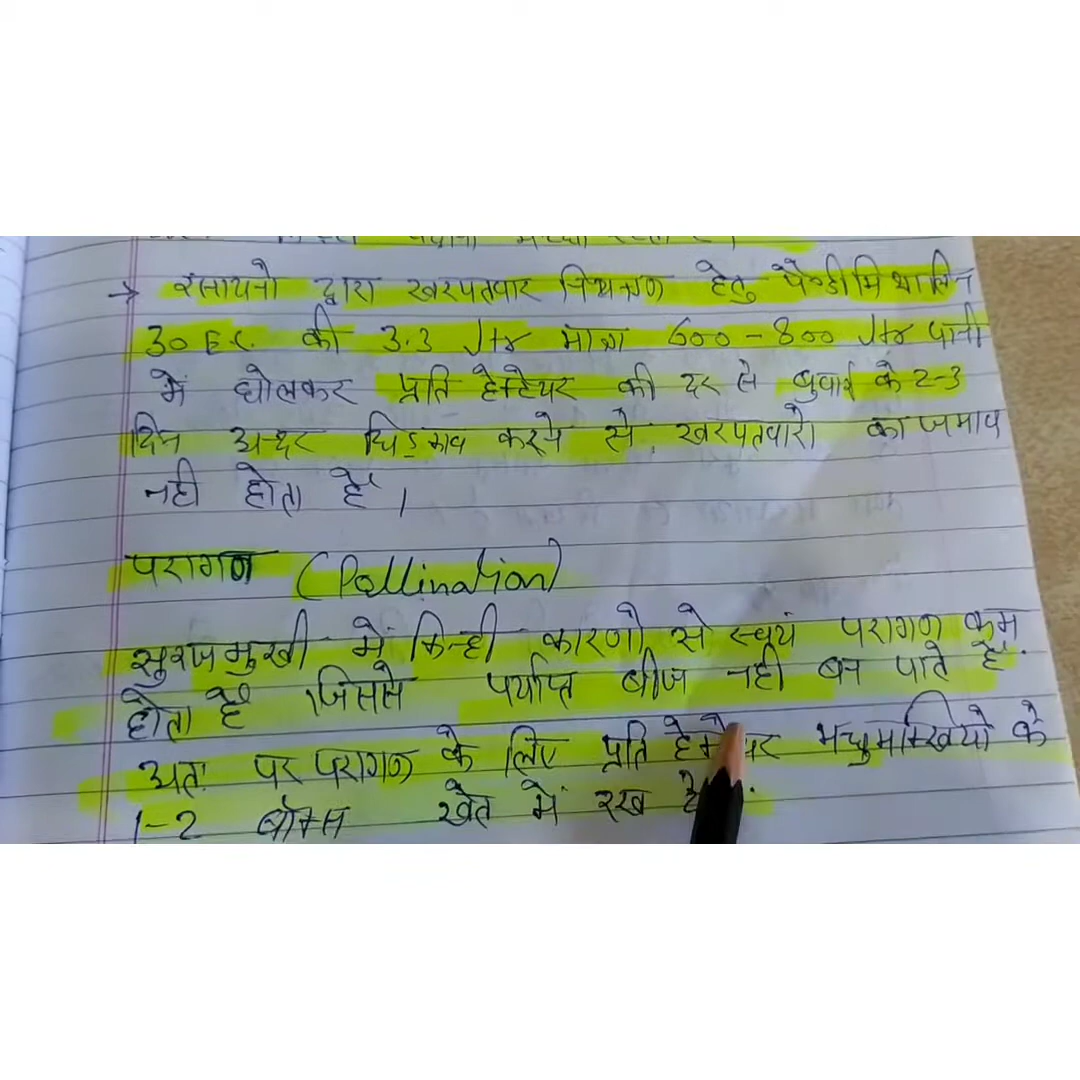 → रसायनो द्वारा खरपतवार नियंत्रण हेतु पेण्डीमिथालिन
30 E.C. की 3.3 ltr मात्रा 600-800 ltr पानी
में घोलकर प्रति हेक्टेयर की दर से बुवाई के 2-3
दिन अन्दर छिड़काव करने से खरपतवारो का जमाव
नही होता है।
परागण (Pollination)
सुरजमुखी में किन्ही कारणो से स्वयं परागण कम
होता है जिससे पर्याप्त बीज नही बन पाते हैं.
अतः पर परागण के लिए प्रति मधुमक्खियो के
1-2 बॉक्स खेत में रख